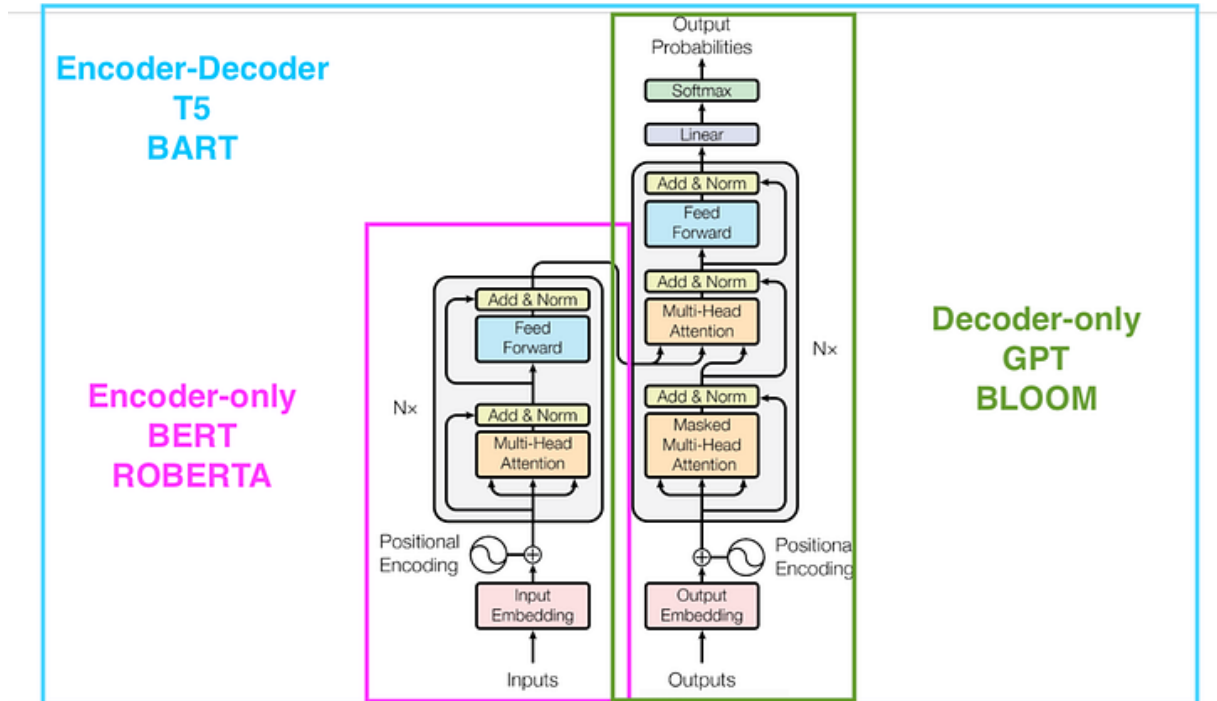 Encoder-Decoder
T5
BART
Encoder-only
BERT
ROBERTA
Decoder-only
GPT
BLOOM
Output
Probabilities
Softmax
Linear
Add & Norm
Feed
Forward
Add & Norm
Multi-Head
Attention
Add & Norm
Masked
Multi-Head
Attention
Nx
Positional
Encoding
Output
Embedding
Outputs
Add & Norm
Feed
Forward
Add & Norm
Multi-Head
Attention
Nx
Positional
Encoding
Input
Embedding
Inputs